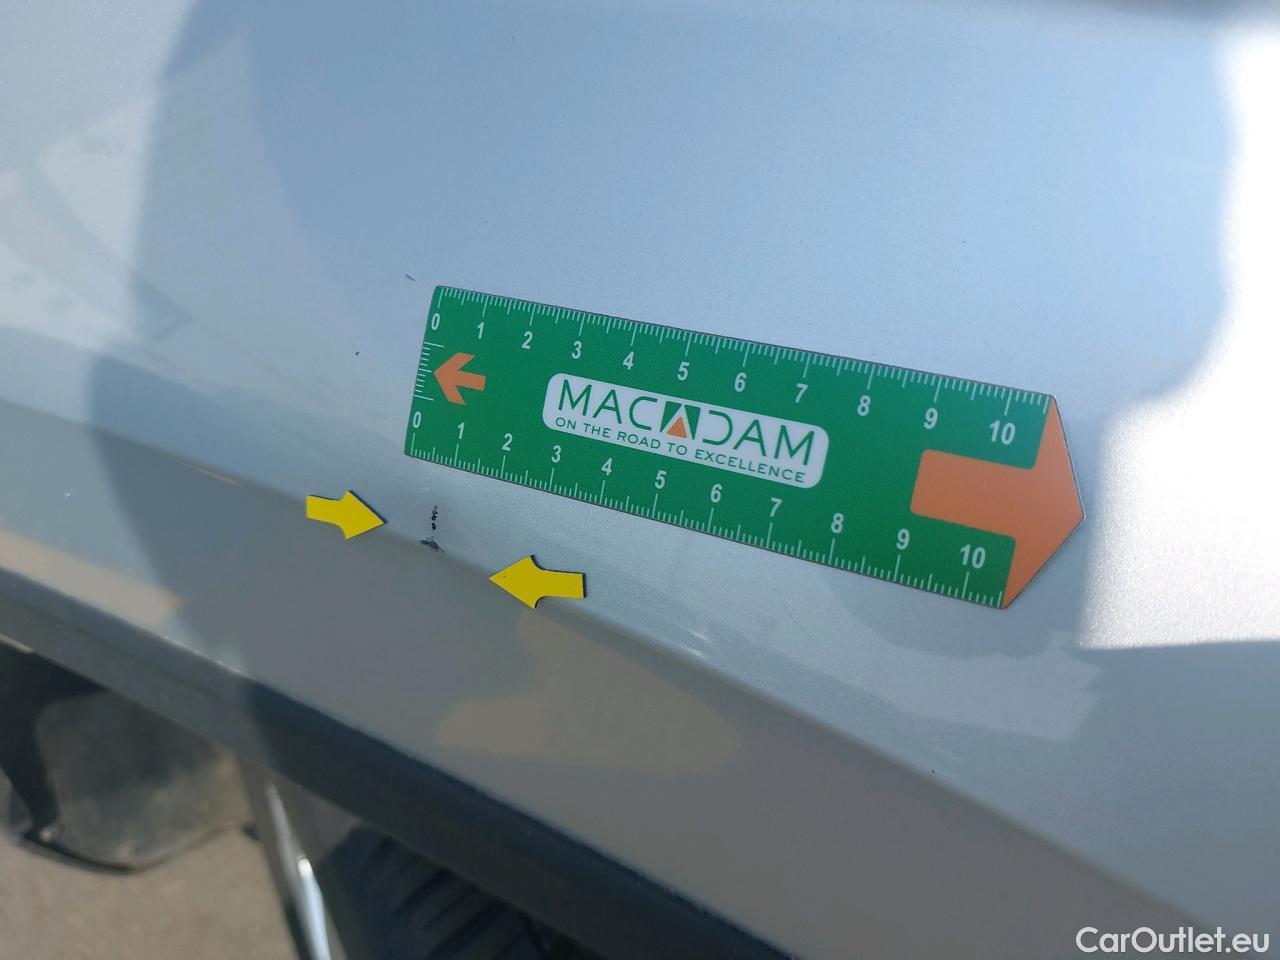 0 1 2 3 4 5 6 7 8 9 10
MACADAM
ON THE ROAD TO EXCELLENCE
0 1 2 3 4 5 6 7 8 9 10
CarOutlet.eu